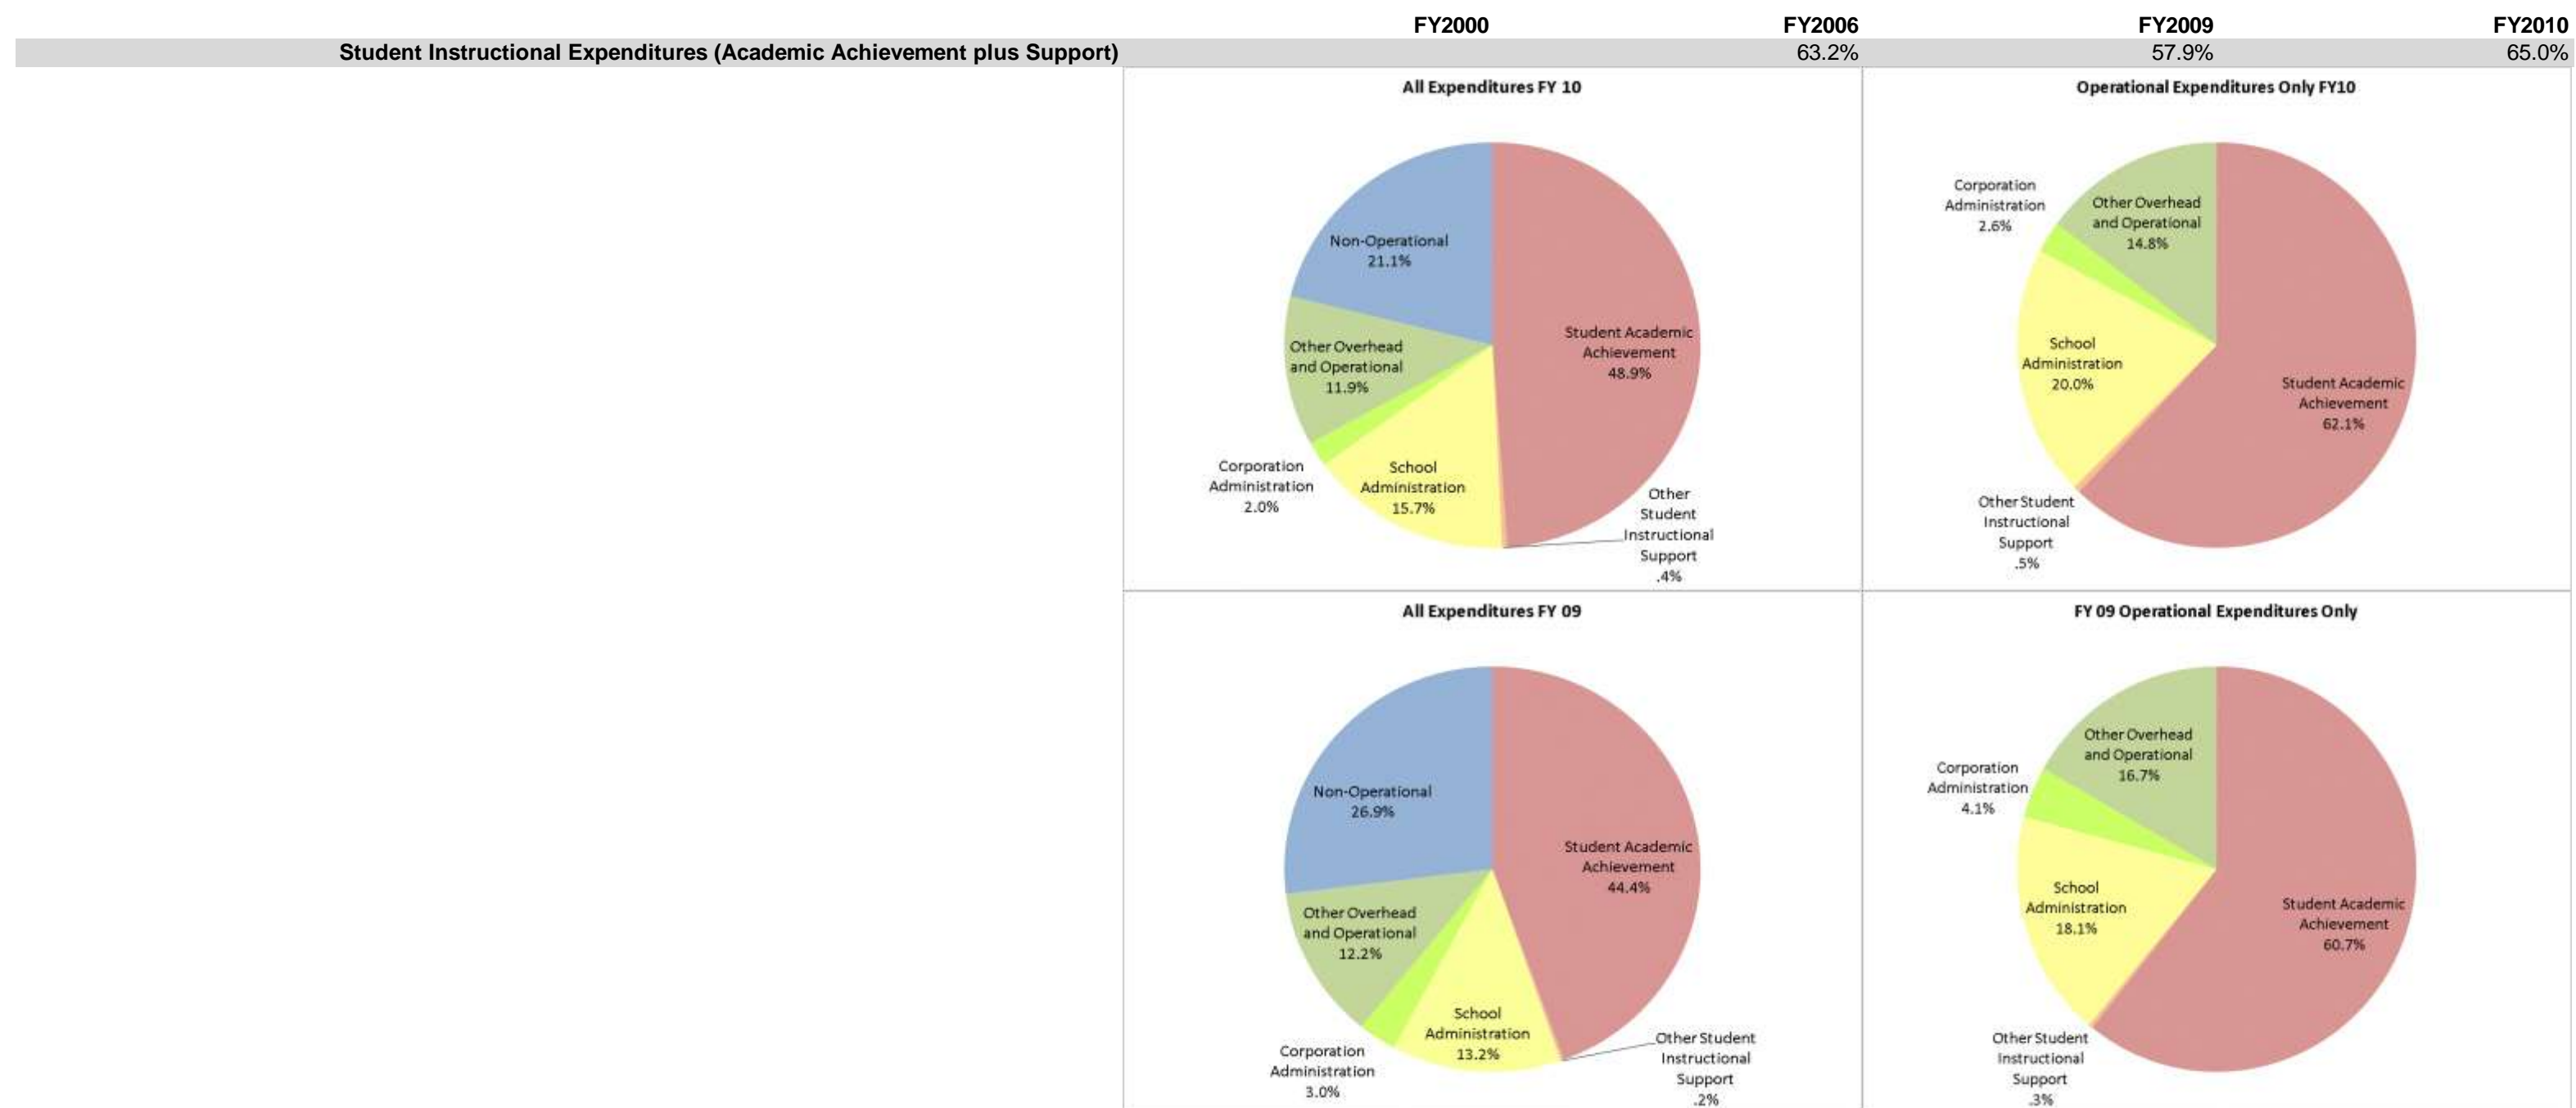 FY2000 FY2006 FY2009 FY2010
Student Instructional Expenditures (Academic Achievement plus Support) 63.2% 57.9% 65.0%
All Expenditures FY 10
Non-Operational
21.1%
Student Academic
Achievement
48.9%
Other Overhead
and Operational
11.9%
Corporation
Administration
2.0%
School
Administration
15.7%
Other
Student
Instructional
Support
.4%
Operational Expenditures Only FY10
Corporation
Administration
2.6%
Other Overhead
and Operational
14.8%
School
Administration
20.0%
Student Academic
Achievement
62.1%
Other Student
Instructional
Support
.5%
All Expenditures FY 09
Non-Operational
26.9%
Student Academic
Achievement
44.4%
Other Overhead
and Operational
12.2%
School
Administration
13.2%
Corporation
Administration
3.0%
Other Student
Instructional
Support
.2%
FY 09 Operational Expenditures Only
Other Overhead
and Operational
16.7%
Corporation
Administration
4.1%
School
Administration
18.1%
Student Academic
Achievement
60.7%
Other Student
Instructional
Support
.3%